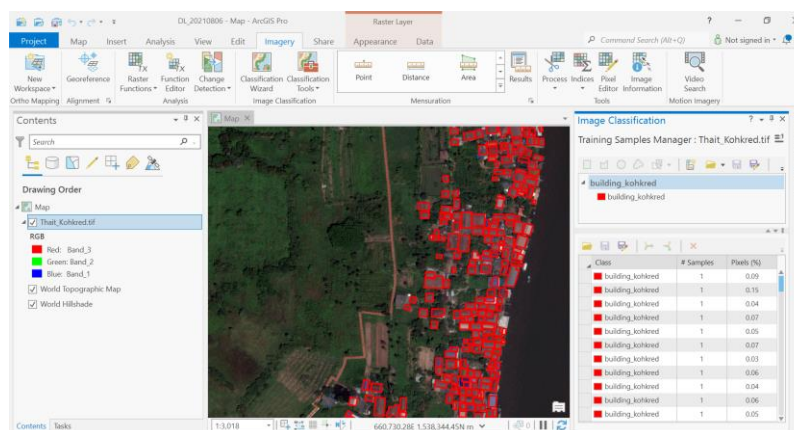 DL_20210806 - Map - ArcGIS Pro
Raster Layer
?
Project Map Insert Analysis View Edit Imagery Share Appearance Data
Command Search (Alt+Q)
Not signed in
New Workspace
Georeference
Raster Functions
Function Editor
Change Detection
Classification Wizard
Classification Tools
Point
Distance
Area
Results
Process
Indices
Pixel Editor
Image Information
Video Search
Ortho Mapping
Alignment
Analysis
Image Classification
Mensuration
Tools
Motion Imagery
Contents
Search
Drawing Order
Map
Thait_Kohkred.tif
RGB
Red: Band_3
Green: Band_2
Blue: Band_1
World Topographic Map
World Hillshade
Contents Tasks
Map
1:3,018
660,730.28E 1,538,344.45N m
0
Image Classification
?
Training Samples Manager : Thait_Kohkred.tif
building_kohkred
building_kohkred
Class # Samples Pixels (%)
building_kohkred 1 0.09
building_kohkred 1 0.15
building_kohkred 1 0.04
building_kohkred 1 0.07
building_kohkred 1 0.05
building_kohkred 1 0.07
building_kohkred 1 0.03
building_kohkred 1 0.06
building_kohkred 1 0.04
building_kohkred 1 0.06
building_kohkred 1 0.05